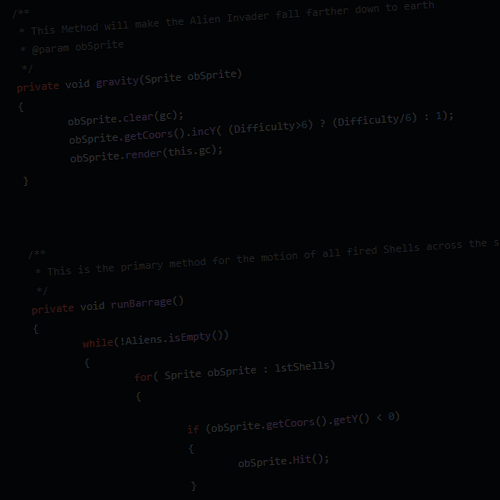 /**
* This Method will make the Alien Invader fall farther down to earth
* @param obSprite
*/
private void gravity(Sprite obSprite)
{
obSprite.clear(gc);
obSprite.getCoors().incY( (Difficulty>6) ? (Difficulty/6) : 1);
obSprite.render(this.gc);
}
/**
* This is the primary method for the motion of all fired Shells across the s
*/
private void runBarrage()
{
while(!Aliens.isEmpty())
{
for( Sprite obSprite : lstShells)
{
if (obSprite.getCoors().getY() < 0)
{
obSprite.Hit();
}